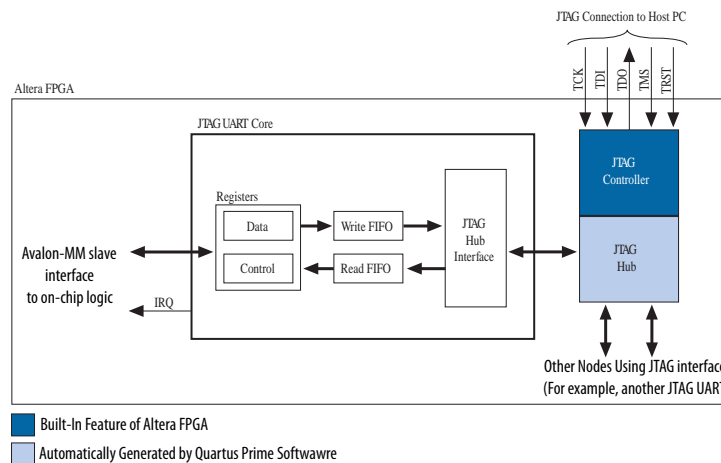 JTAG Connection to Host PC
TCK
TDI
TDO
TMS
TRST
Altera FPGA
JTAG UART Core
JTAG
Controller
Registers
Data
Write FIFO
JTAG
Hub
Interface
Control
Read FIFO
JTAG
Hub
Avalon-MM slave
interface
to on-chip logic
IRQ
Other Nodes Using JTAG interface
(For example, another JTAG UART
Built-In Feature of Altera FPGA
Automatically Generated by Quartus Prime Softwawre